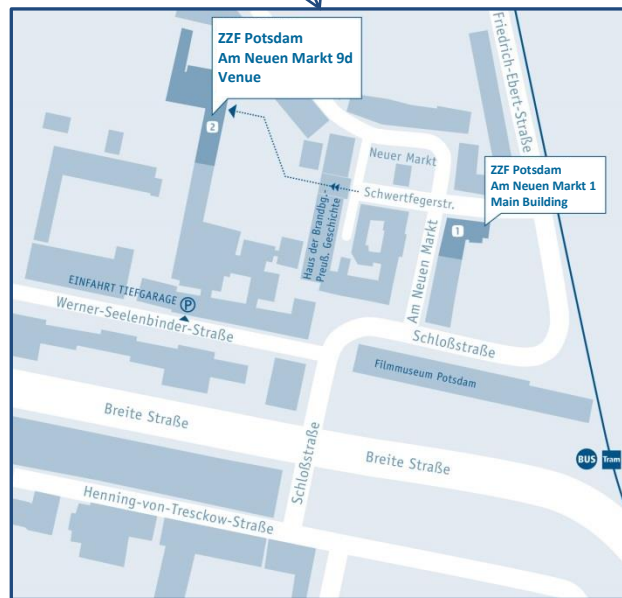 ZZF Potsdam
Am Neuen Markt 9d
Venue
Friedrich-Ebert-Straße
2
Neuer Markt
ZZF Potsdam
Am Neuen Markt 1
Main Building
Schwertfegerstr.
Haus der Brandbg.-
Preuß. Geschichte
1
Am Neuen Markt
EINFAHRT TIEFGARAGE P
Werner-Seelenbinder-Straße
Schloßstraße
Filmmuseum Potsdam
Breite Straße
Breite Straße
BUS Tram
Schloßstraße
Henning-von-Tresckow-Straße